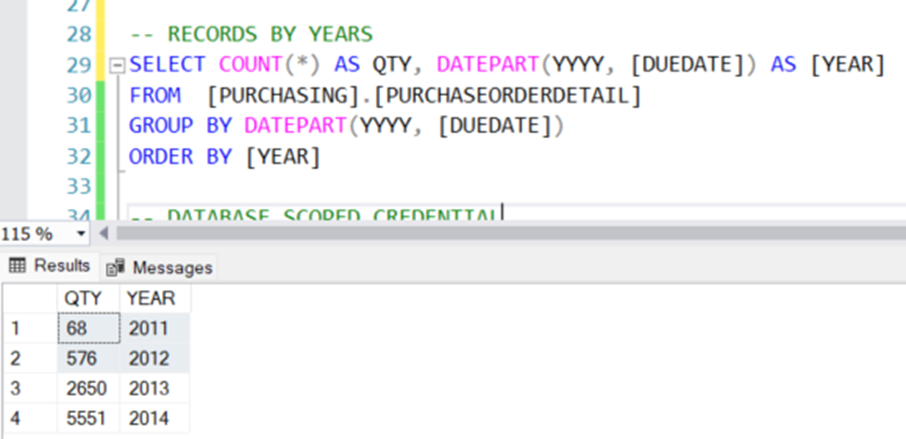 27
28 -- RECORDS BY YEARS
29 SELECT COUNT(*) AS QTY, DATEPART(YYYY, [DUEDATE]) AS [YEAR]
30 FROM [PURCHASING].[PURCHASEORDERDETAIL]
31 GROUP BY DATEPART(YYYY, [DUEDATE])
32 ORDER BY [YEAR]
33
34 -- DATABASE SCOPED CREDENTIAL
115 %
Results Messages
QTY YEAR
1 68 2011
2 576 2012
3 2650 2013
4 5551 2014